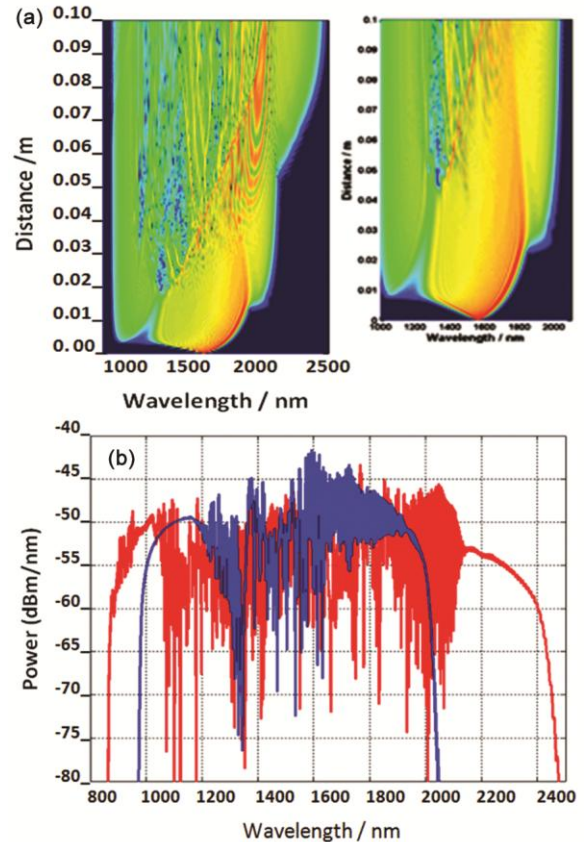 (a)
0.10
0.09
0.08
0.07
0.06
0.05
0.04
0.03
0.02
0.01
0.00
Distance /m
1000 1500 2000 2500
Wavelength / nm
0.1
0.09
0.08
0.07
0.06
0.05
0.04
0.03
0.02
0.01
0
Distance / m
1000 1200 1400 1600 1800 2000
Wavelength / nm
(b)
-40
-45
-50
-55
-60
-65
-70
-75
-80
Power (dBm/nm)
800 1000 1200 1400 1600 1800 2000 2200 2400
Wavelength / nm